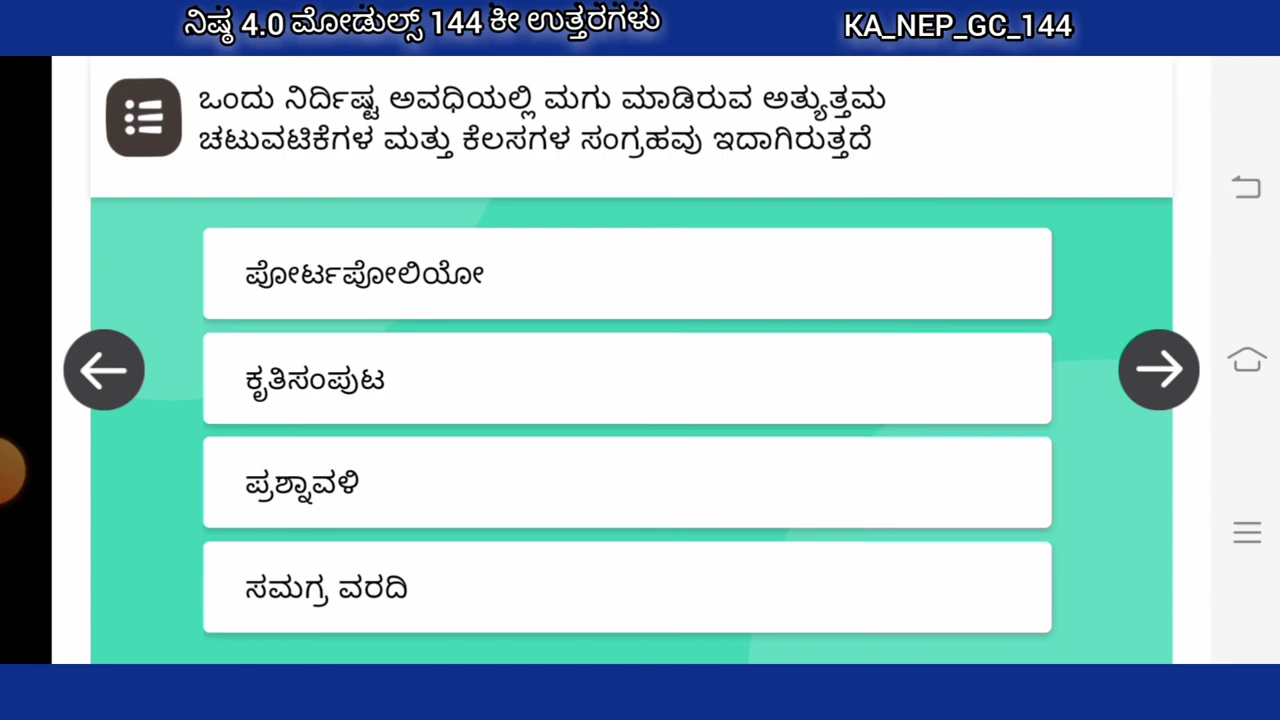 ನಿಷ್ಠ 4.0 ಮೋಡುಲ್ಸ್ 144 ಕೀ ಉತ್ತರಗಳು
KA_NEP_GC_144
ಒಂದು ನಿರ್ದಿಷ್ಟ ಅವಧಿಯಲ್ಲಿ ಮಗು ಮಾಡಿರುವ ಅತ್ಯುತ್ತಮ
ಚಟುವಟಿಕೆಗಳ ಮತ್ತು ಕೆಲಸಗಳ ಸಂಗ್ರಹವು ಇದಾಗಿರುತ್ತದೆ
ಪೋರ್ಟಪೋಲಿಯೋ
ಕೃತಿಸಂಪುಟ
ಪ್ರಶ್ನಾವಳಿ
ಸಮಗ್ರ ವರದಿ